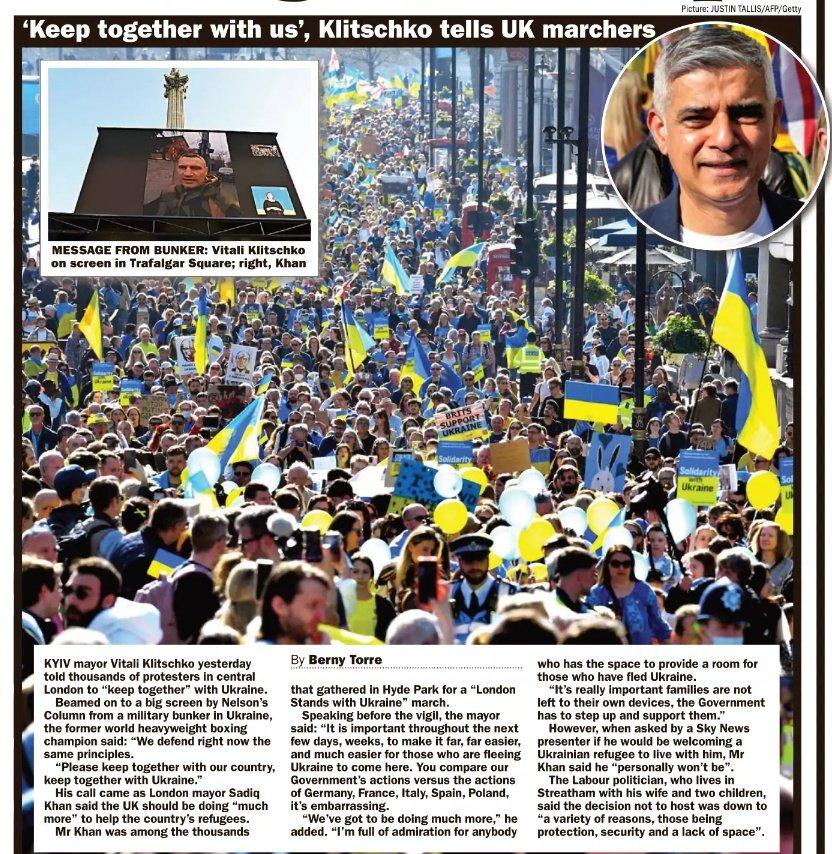 Picture: JUSTIN TALLIS/AFP/Getty
‘Keep together with us’, Klitschko tells UK marchers
MESSAGE FROM BUNKER: Vitali Klitschko
on screen in Trafalgar Square; right, Khan
BRITS
SUPPORT
UKRAINE
Solidarity
with
Ukraine
Solidarity
with
Ukraine
KYIV mayor Vitali Klitschko yesterday
told thousands of protesters in central
London to “keep together” with Ukraine.
Beamed on to a big screen by Nelson’s
Column from a military bunker in Ukraine,
the former world heavyweight boxing
champion said: “We defend right now the
same principles.
“Please keep together with our country,
keep together with Ukraine.”
His call came as London mayor Sadiq
Khan said the UK should be doing “much
more” to help the country’s refugees.
Mr Khan was among the thousands
By Berny Torre
that gathered in Hyde Park for a “London
Stands with Ukraine” march.
Speaking before the vigil, the mayor
said: “It is important throughout the next
few days, weeks, to make it far, far easier,
and much easier for those who are fleeing
Ukraine to come here. You compare our
Government’s actions versus the actions
of Germany, France, Italy, Spain, Poland,
it’s embarrassing.
“We’ve got to be doing much more,” he
added. “I’m full of admiration for anybody
who has the space to provide a room for
those who have fled Ukraine.
“It’s really important families are not
left to their own devices, the Government
has to step up and support them.”
However, when asked by a Sky News
presenter if he would be welcoming a
Ukrainian refugee to live with him, Mr
Khan said he “personally won’t be”.
The Labour politician, who lives in
Streatham with his wife and two children,
said the decision not to host was down to
“a variety of reasons, those being
protection, security and a lack of space”.